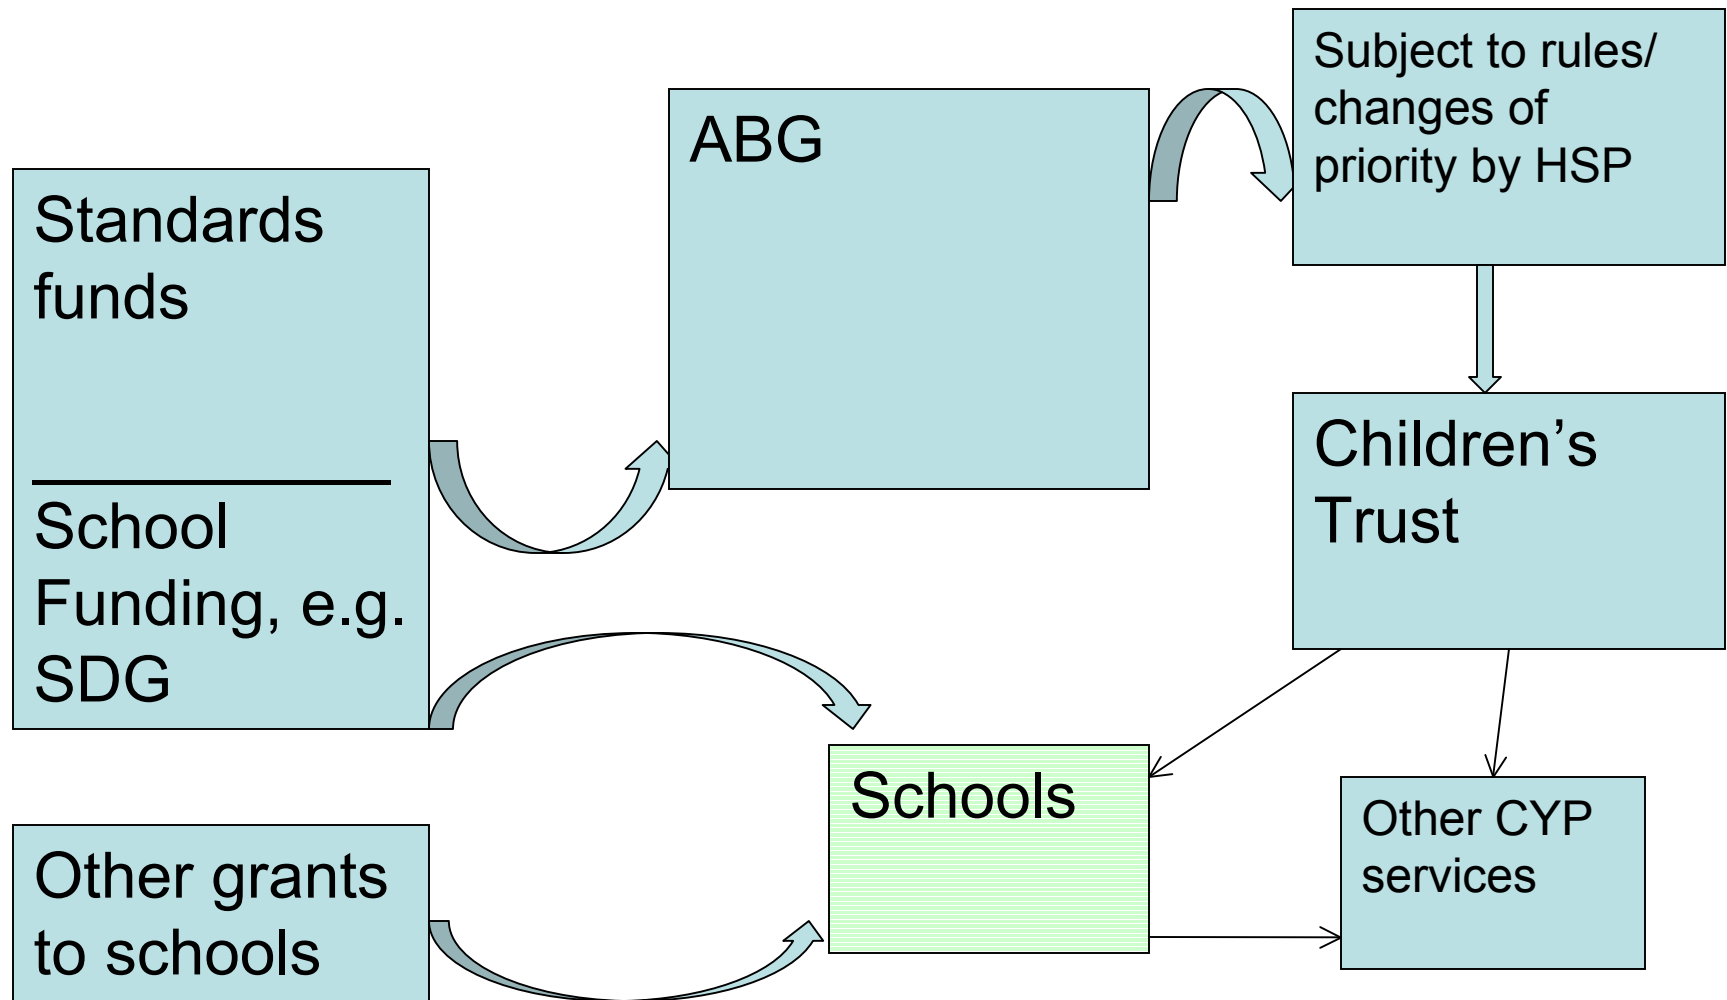 Standards
funds
School
Funding, e.g.
SDG
Other grants
to schools
ABG
Schools
Subject to rules/
changes of
priority by HSP
Children’s
Trust
Other CYP
services